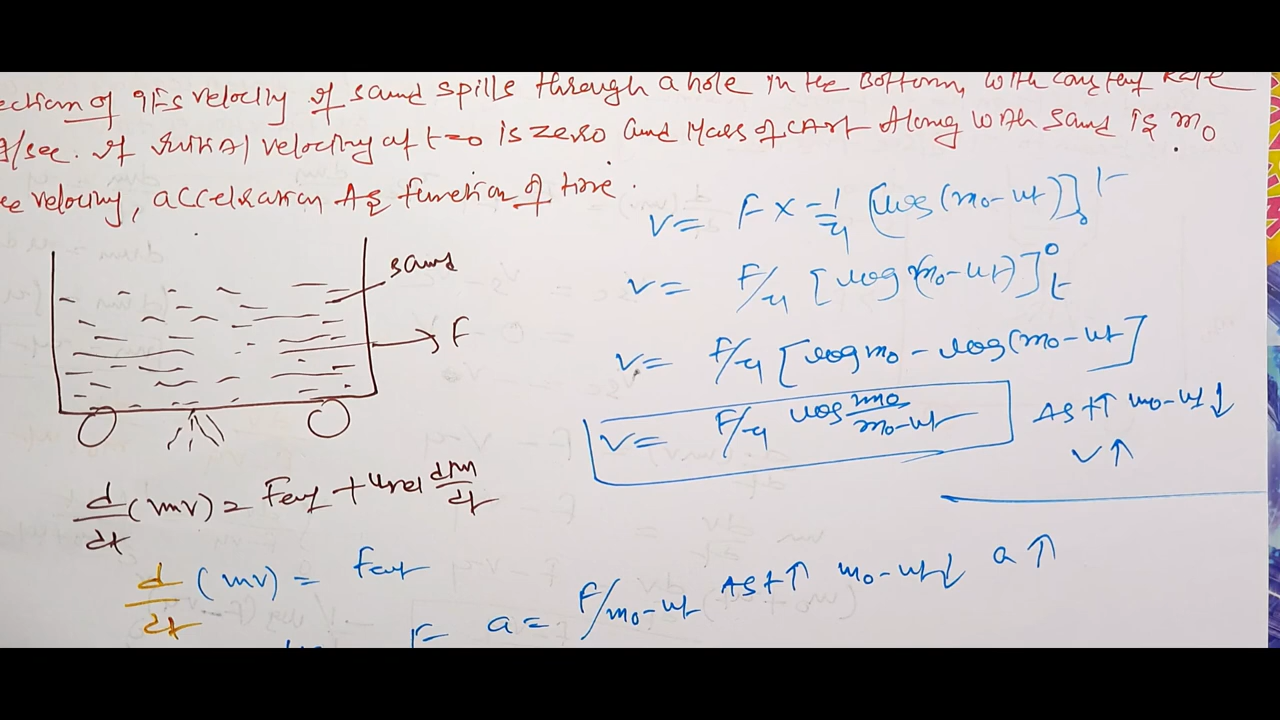 ection of its velocity of sand spills through a hole in the Bottom, with constant Rate
/sec. if initial velocity at t=0 is zero and Mass of cart Along with sand is m₀
velocity, acceleration As function of time.
sand
F
d/dt (mv) = Fext + urel dm/dt
d/dt (mv) = Fext
v = F × -1/μ [log(m₀-μt)]₀ᵗ
v = F/μ [log(m₀-μt)]ₜ⁰
v = F/μ [log m₀ - log(m₀-μt)]
v = F/μ log m₀/m₀-μt
As t↑ m₀-μt↓
v↑
a = F/m₀-μt As t↑ m₀-μt↓ a↑